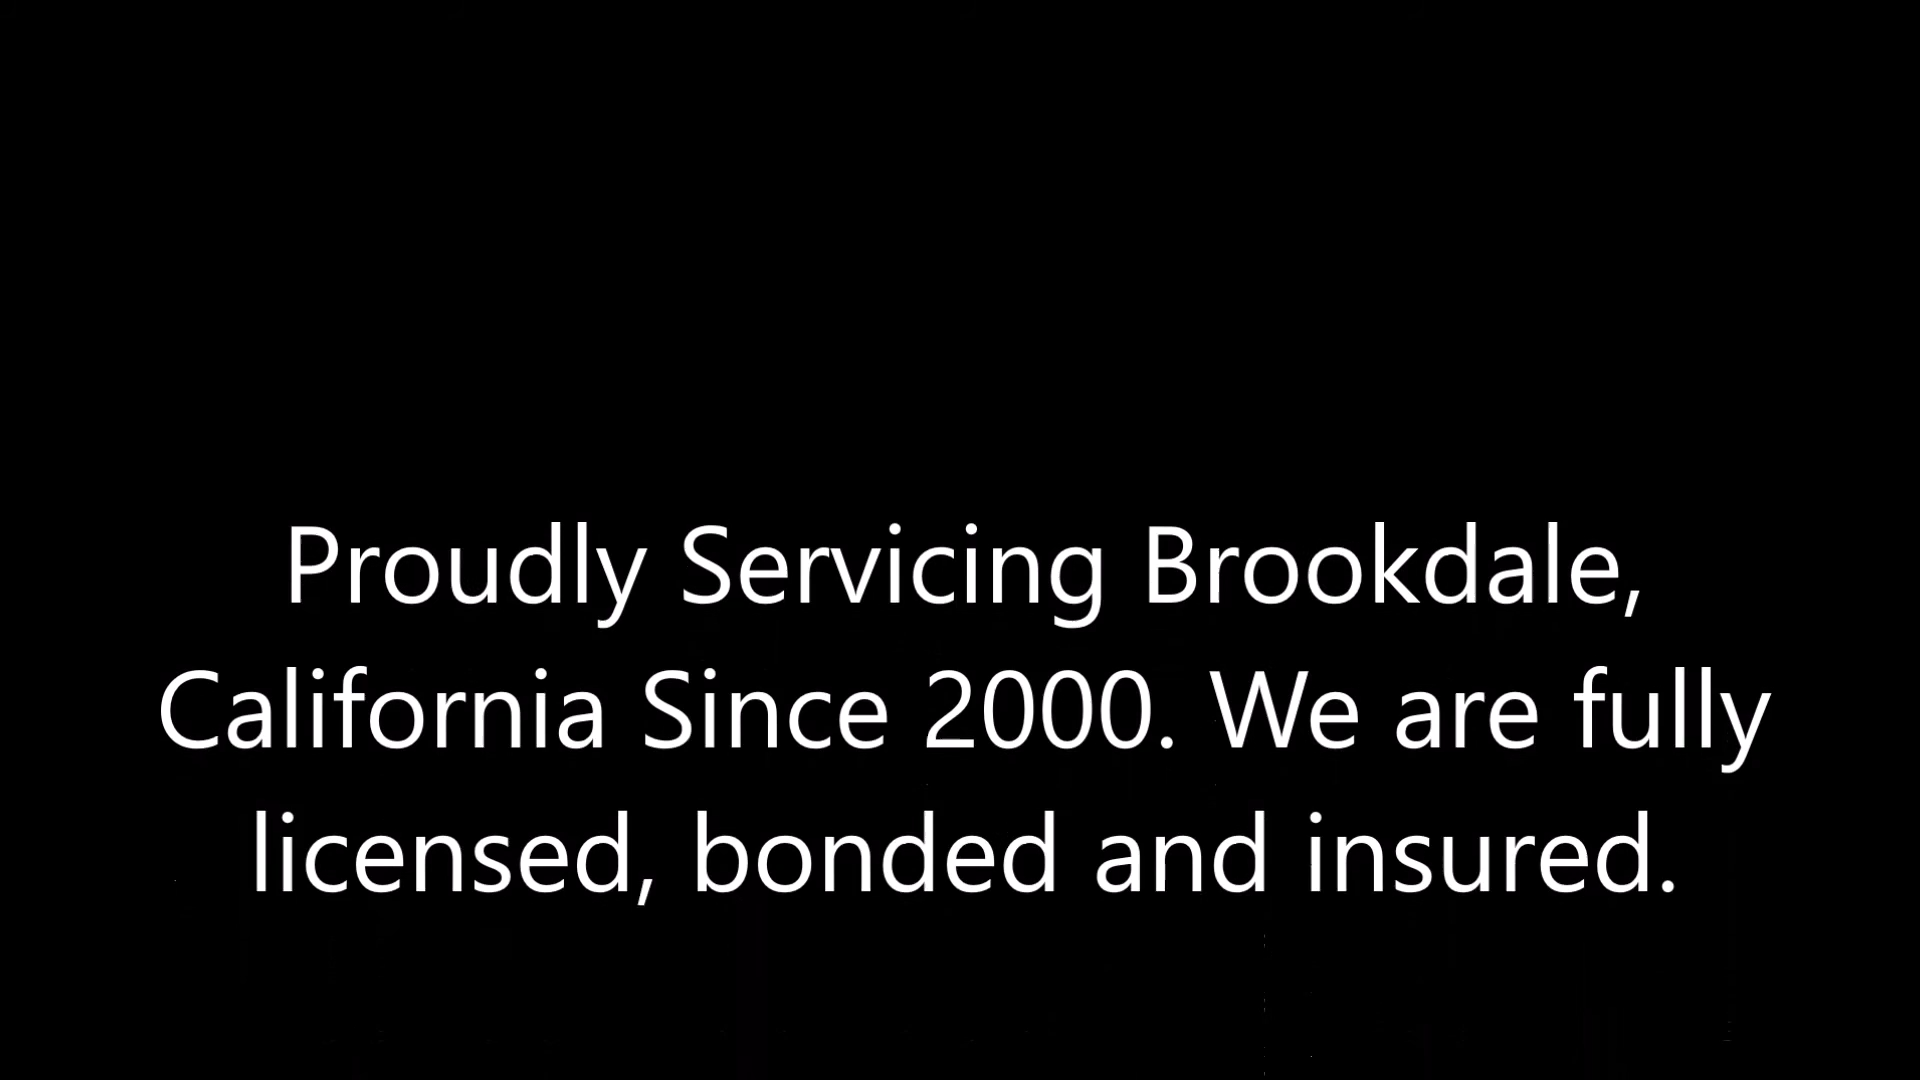 Proudly Servicing Brookdale,
California Since 2000. We are fully
licensed, bonded and insured.